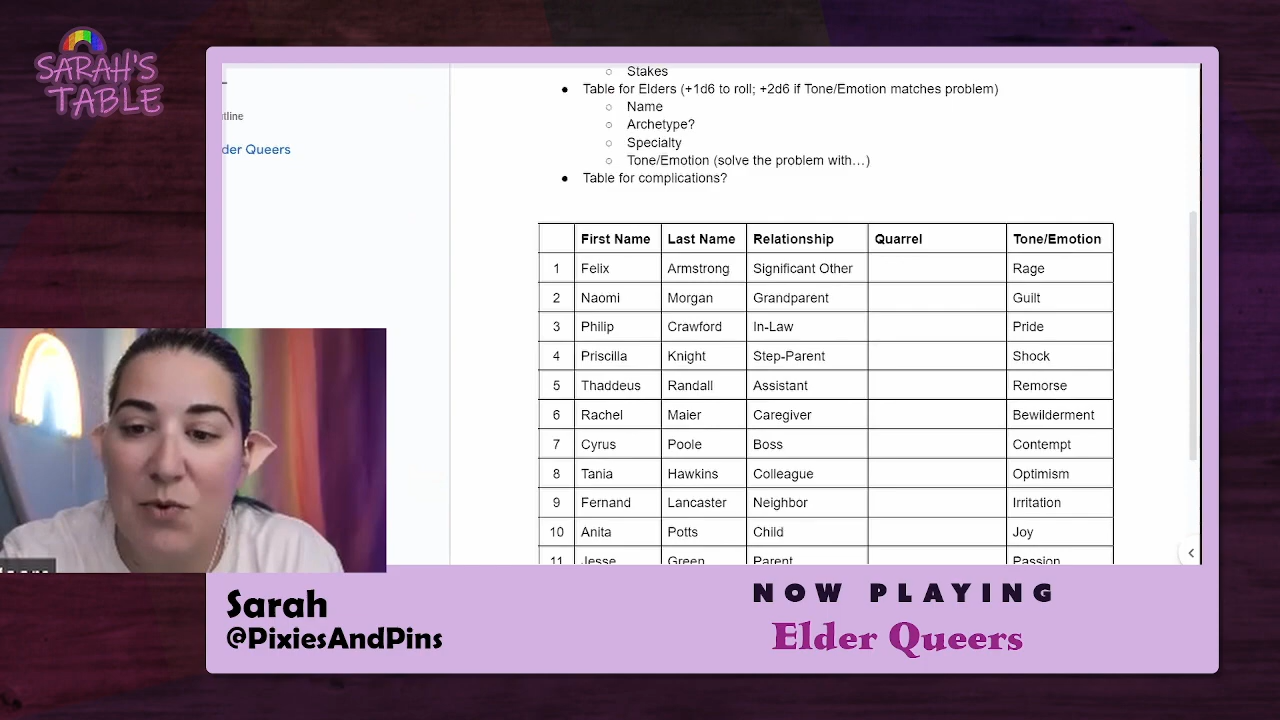 SARAH'S
TABLE
der Queers
Stakes
Table for Elders (+1d6 to roll; +2d6 if Tone/Emotion matches problem)
Name
Archetype?
Specialty
Tone/Emotion (solve the problem with…)
Table for complications?
First Name Last Name Relationship Quarrel Tone/Emotion
1 Felix Armstrong Significant Other Rage
2 Naomi Morgan Grandparent Guilt
3 Philip Crawford In-Law Pride
4 Priscilla Knight Step-Parent Shock
5 Thaddeus Randall Assistant Remorse
6 Rachel Maier Caregiver Bewilderment
7 Cyrus Poole Boss Contempt
8 Tania Hawkins Colleague Optimism
9 Fernand Lancaster Neighbor Irritation
10 Anita Potts Child Joy
11 Jesse Green Parent Passion
Sarah
@PixiesAndPins
NOW PLAYING
Elder Queers